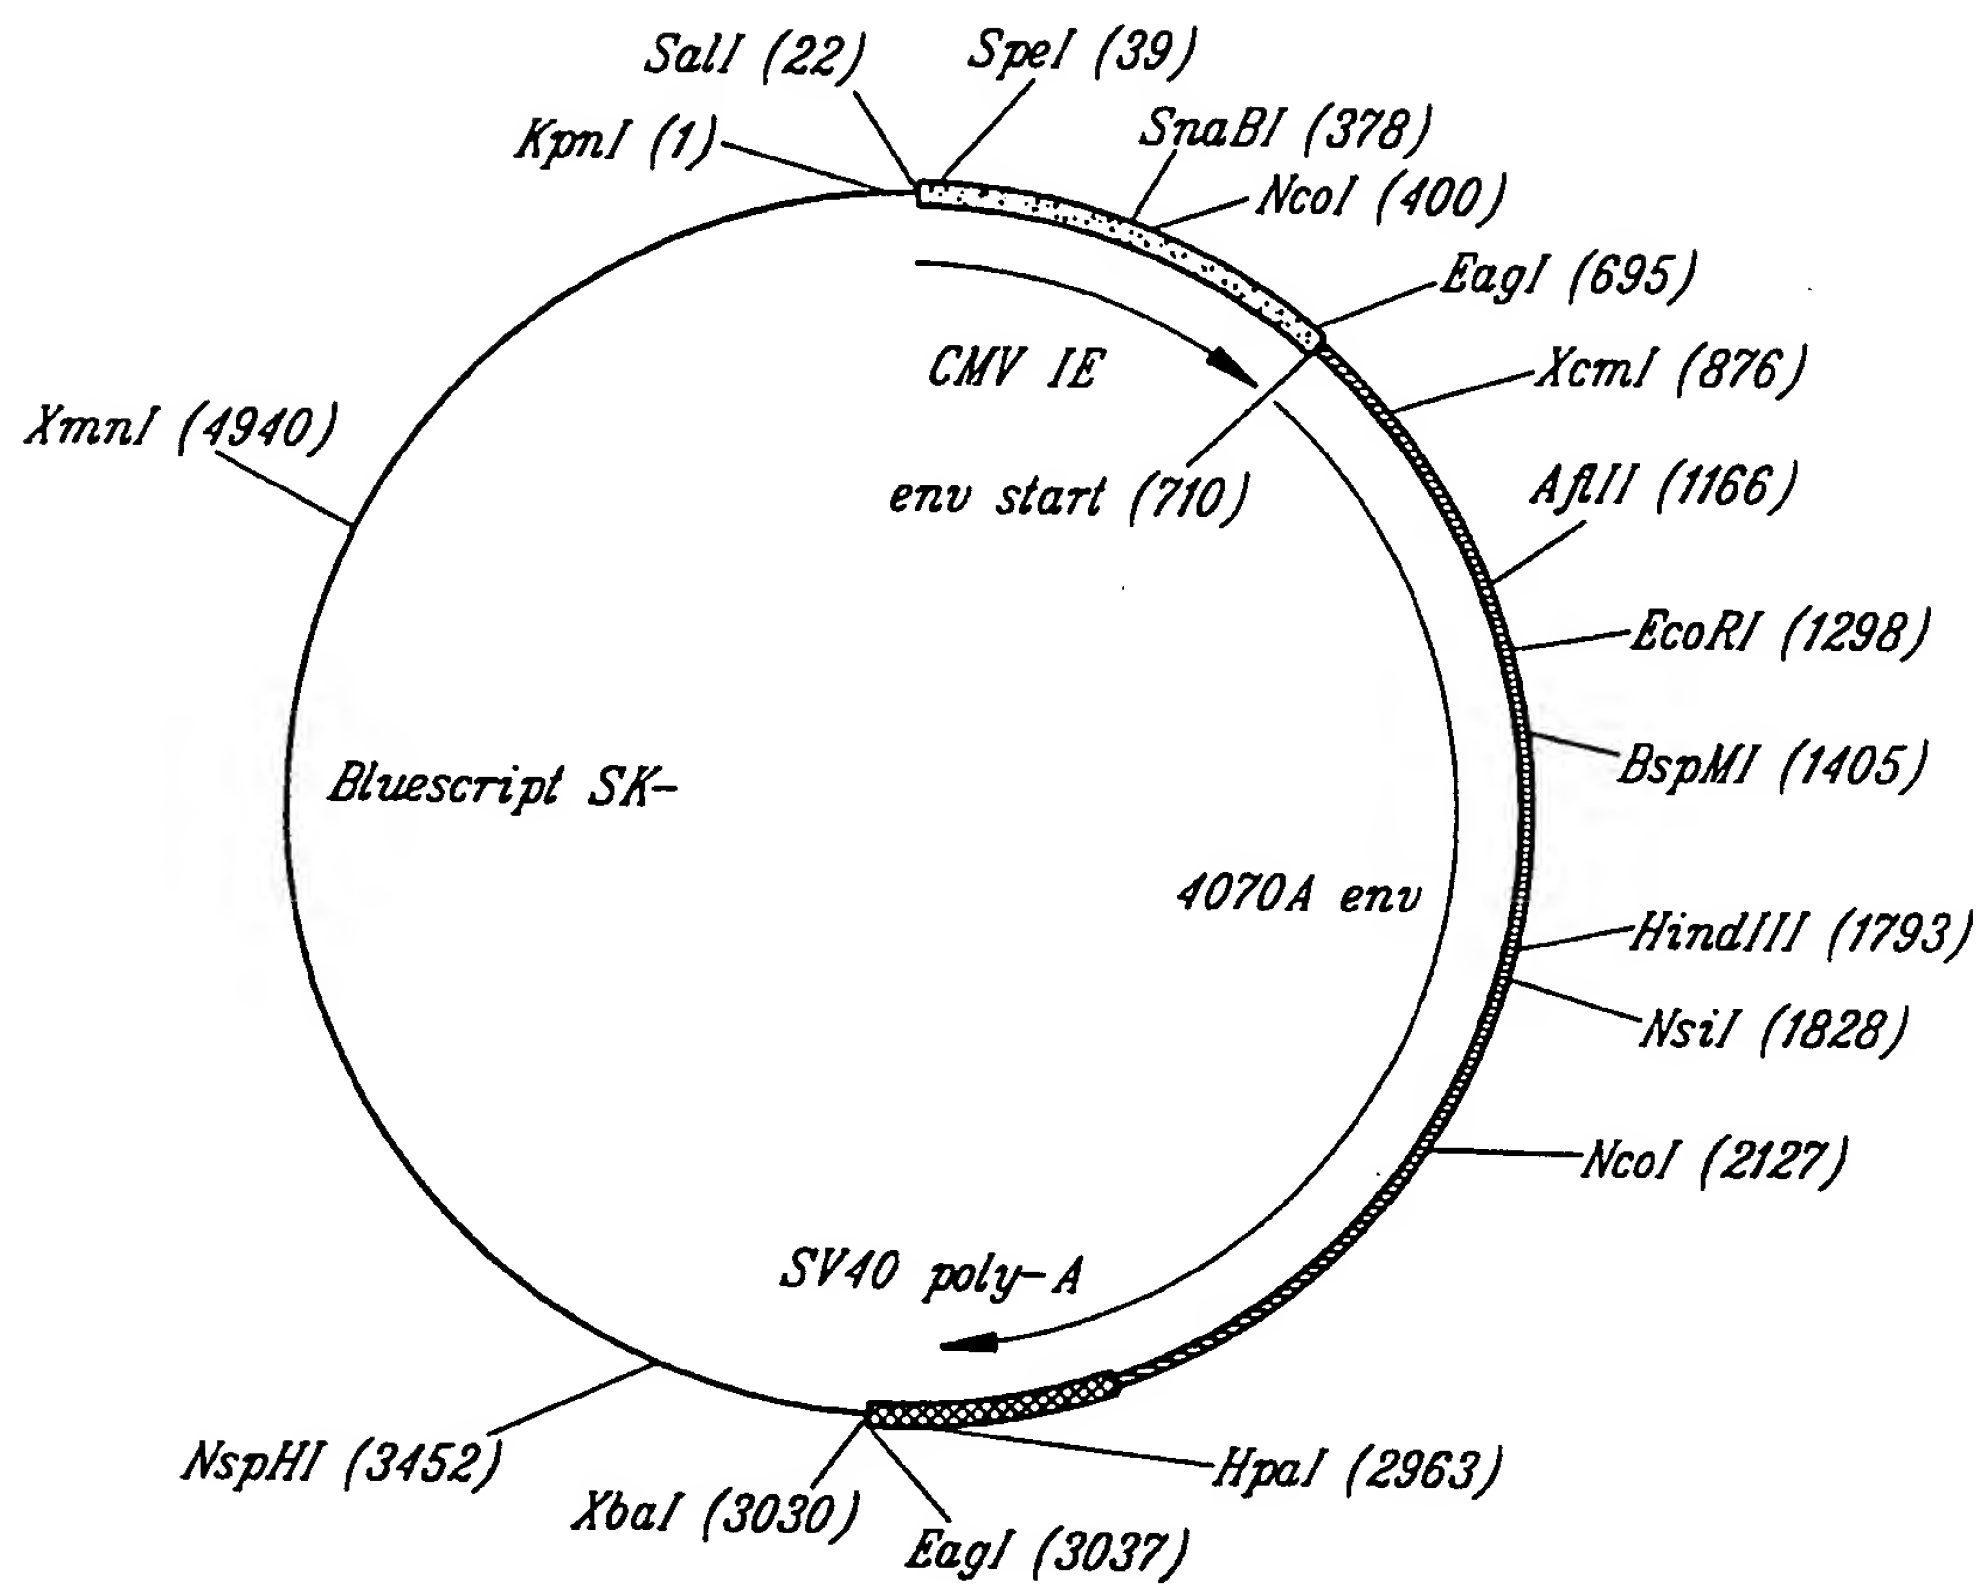 SalI (22)
SpeI (39)
KpnI (1)
SnaBI (378)
NcoI (400)
EagI (695)
CMV IE
XcmI (876)
XmnI (4940)
env start (710)
AflII (1166)
EcoRI (1298)
Bluescript SK-
BspMI (1405)
4070A env
HindIII (1793)
NsiI (1828)
NcoI (2127)
SV40 poly-A
NspHI (3452)
HpaI (2963)
XbaI (3030)
EagI (3037)